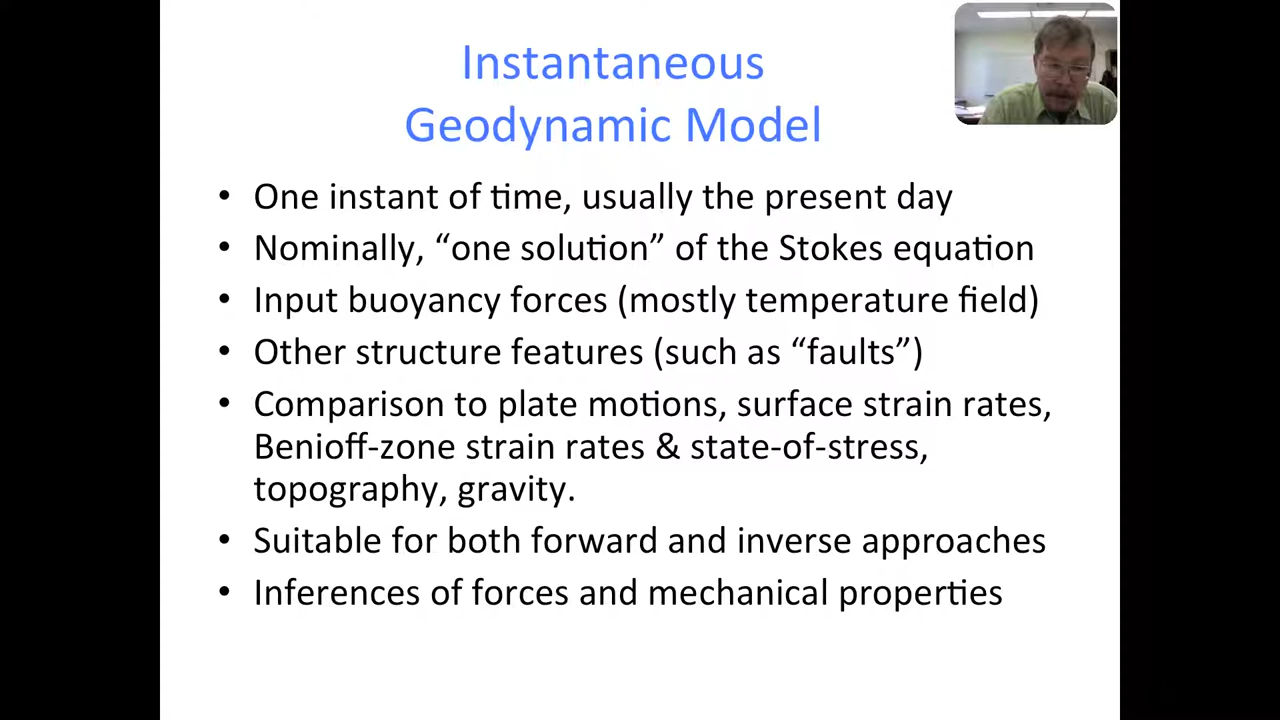 Instantaneous
Geodynamic Model
• One instant of time, usually the present day
• Nominally, “one solution” of the Stokes equation
• Input buoyancy forces (mostly temperature field)
• Other structure features (such as “faults”)
• Comparison to plate motions, surface strain rates,
Benioff-zone strain rates & state-of-stress,
topography, gravity.
• Suitable for both forward and inverse approaches
• Inferences of forces and mechanical properties